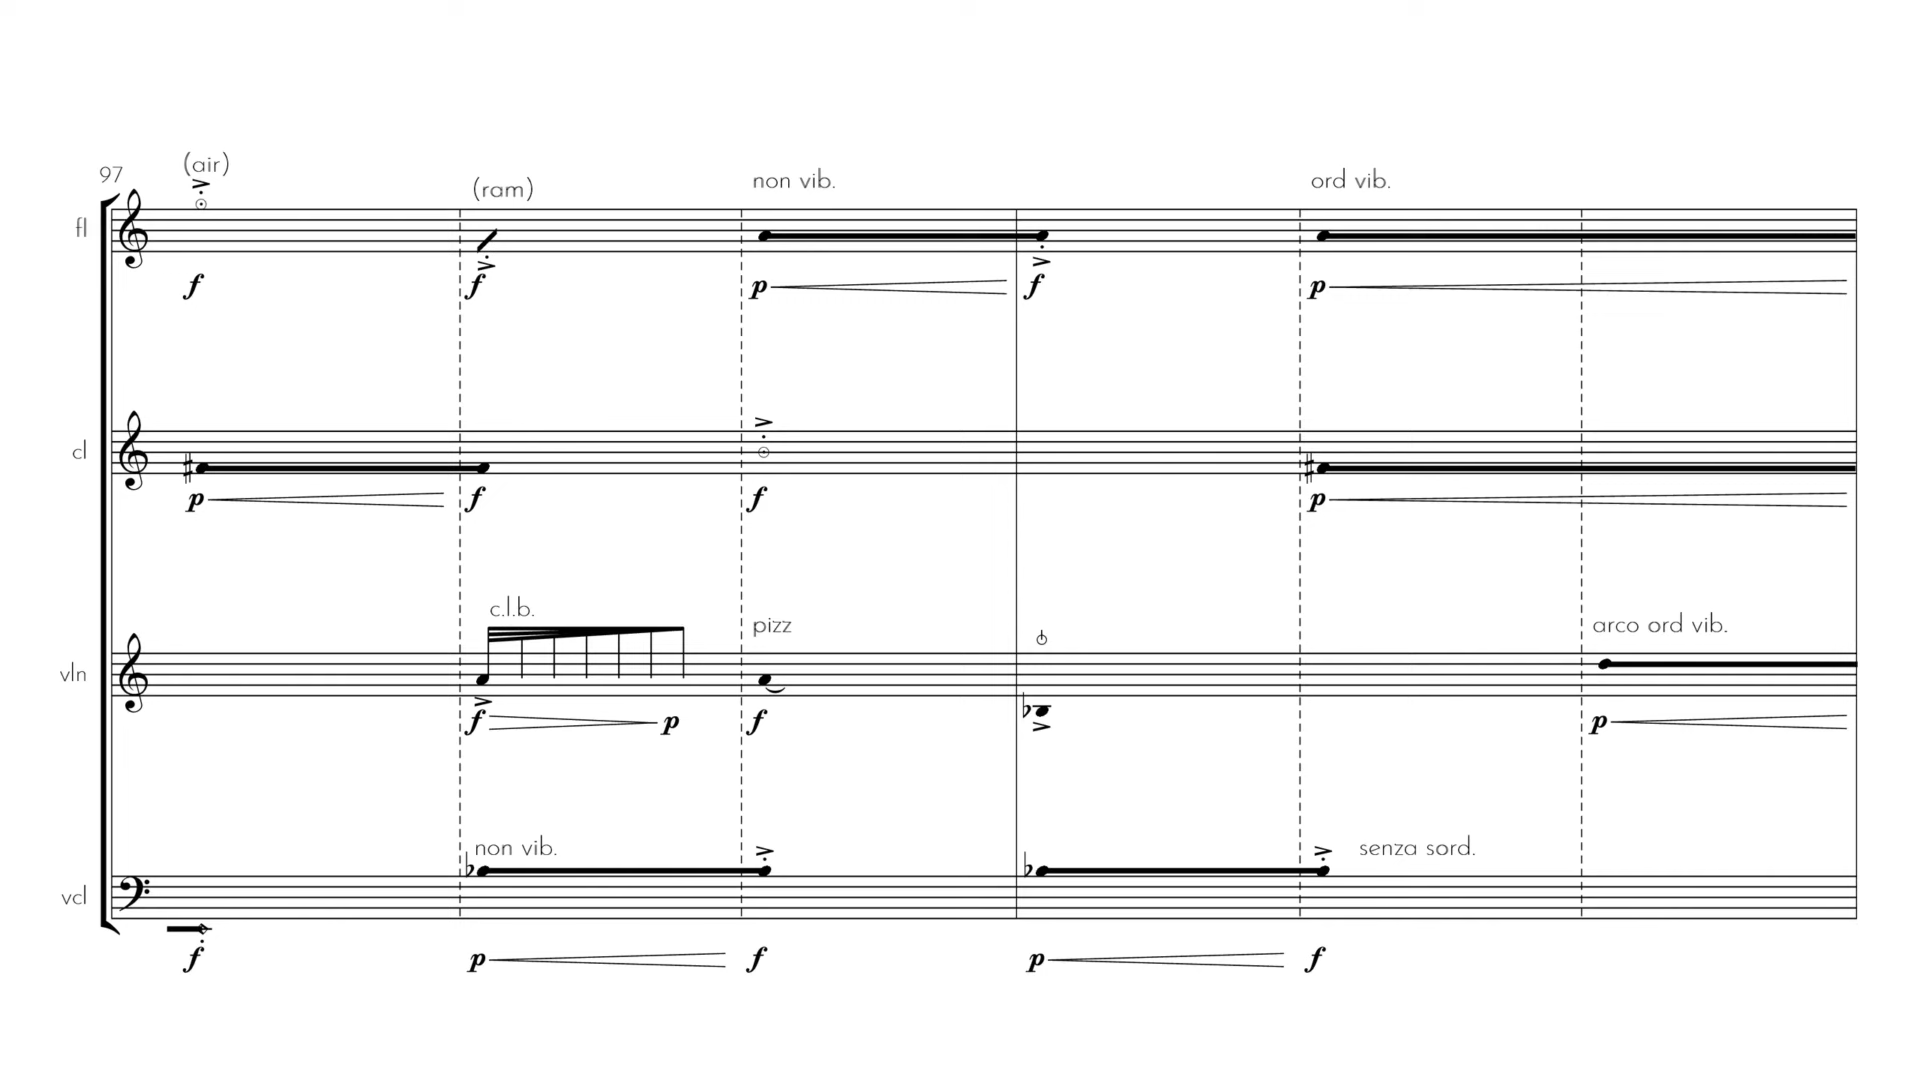 97
(air)
(ram)
non vib.
ord vib.
fl
f f p f p
cl
p f f p
c.l.b.
pizz
arco ord vib.
vln
f p f p
non vib.
senza sord.
vcl
f p f p f